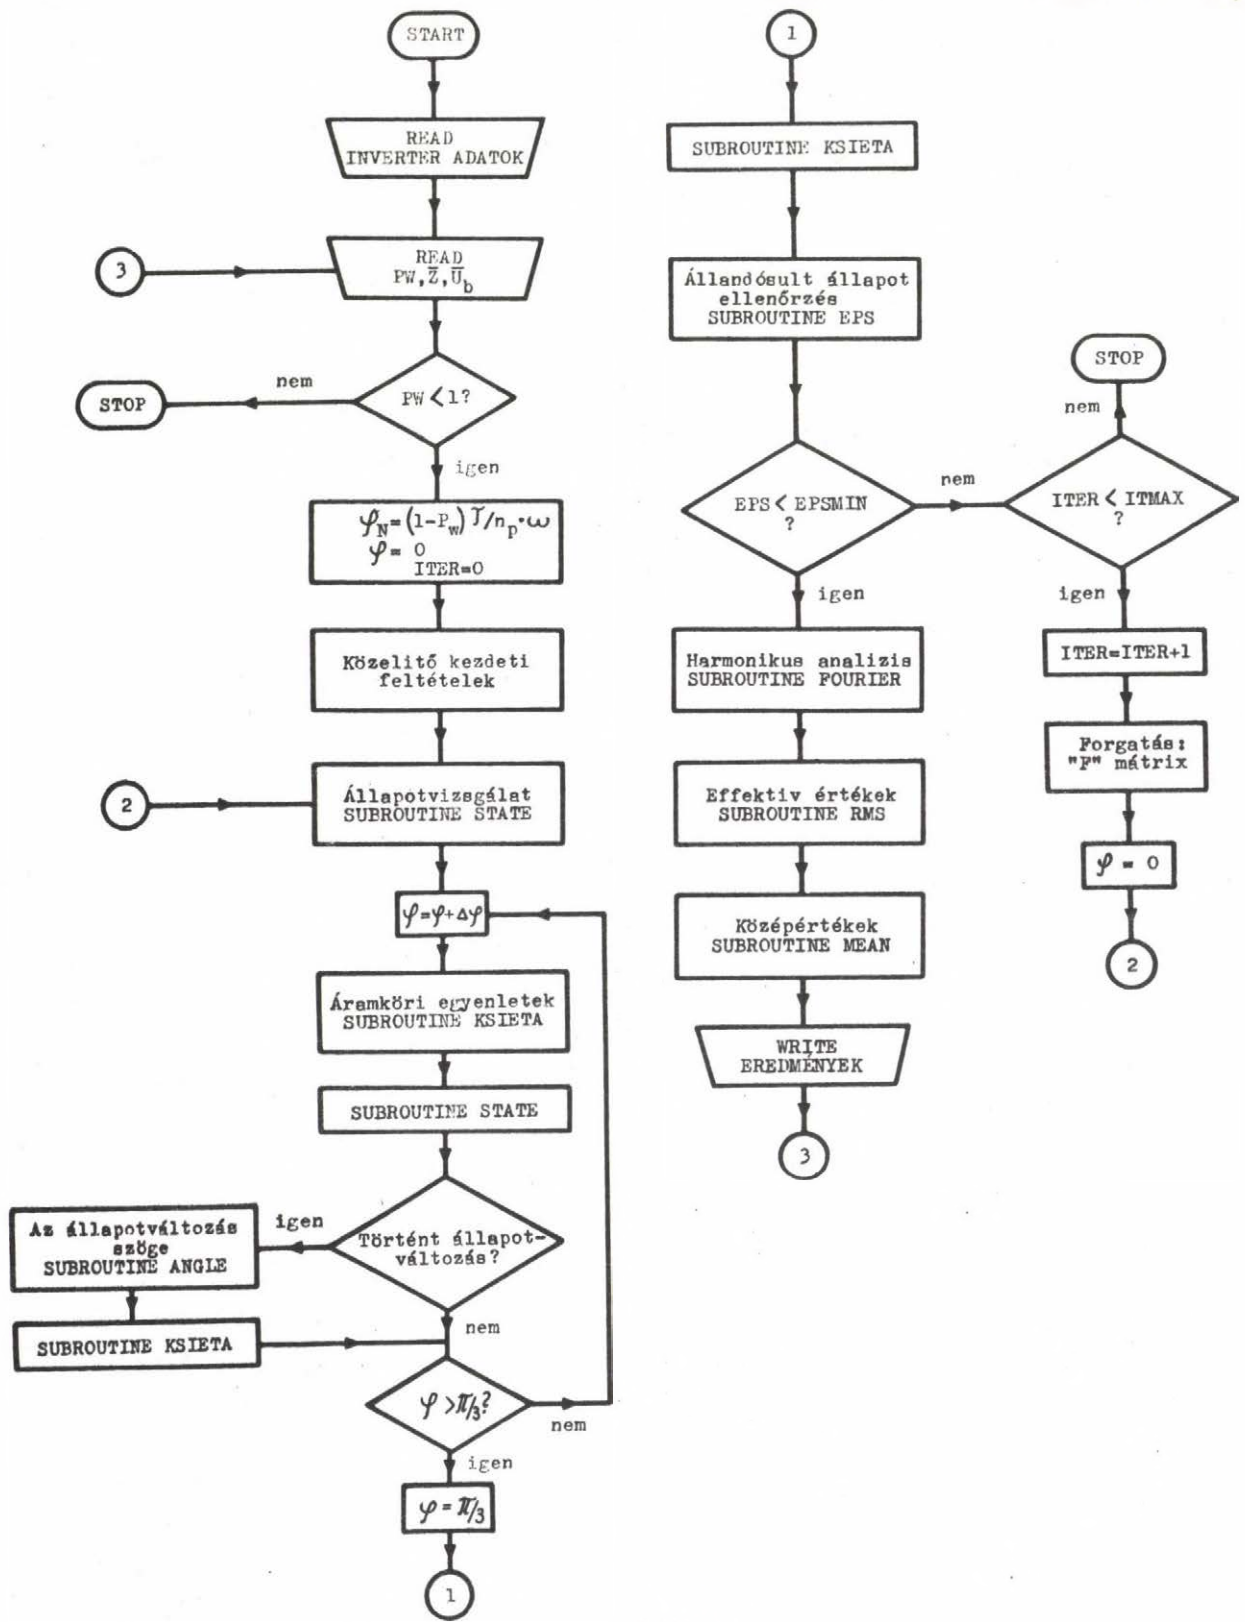 START
READ
INVERTER ADATOK
3
READ
PW, Z̅, U̅b
nem
STOP
PW < 1?
igen
φN = (1-Pw) T/np·ω
φ = 0
ITER=0
Közelitő kezdeti
feltételek
2
Állapotvizsgálat
SUBROUTINE STATE
φ=φ+Δφ
Áramköri egyenletek
SUBROUTINE KSIETA
SUBROUTINE STATE
igen
Történt állapot-
változás?
Az állapotváltozás
szöge
SUBROUTINE ANGLE
nem
SUBROUTINE KSIETA
φ > π/3?
nem
igen
φ = π/3
1
1
SUBROUTINE KSIETA
Állandósult állapot
ellenőrzés
SUBROUTINE EPS
STOP
nem
EPS < EPSMIN
?
nem
ITER < ITMAX
?
igen
igen
Harmonikus analizis
SUBROUTINE FOURIER
ITER=ITER+1
Forgatás:
"F" mátrix
Effektiv értékek
SUBROUTINE RMS
φ = 0
Középértékek
SUBROUTINE MEAN
2
WRITE
EREDMÉNYEK
3